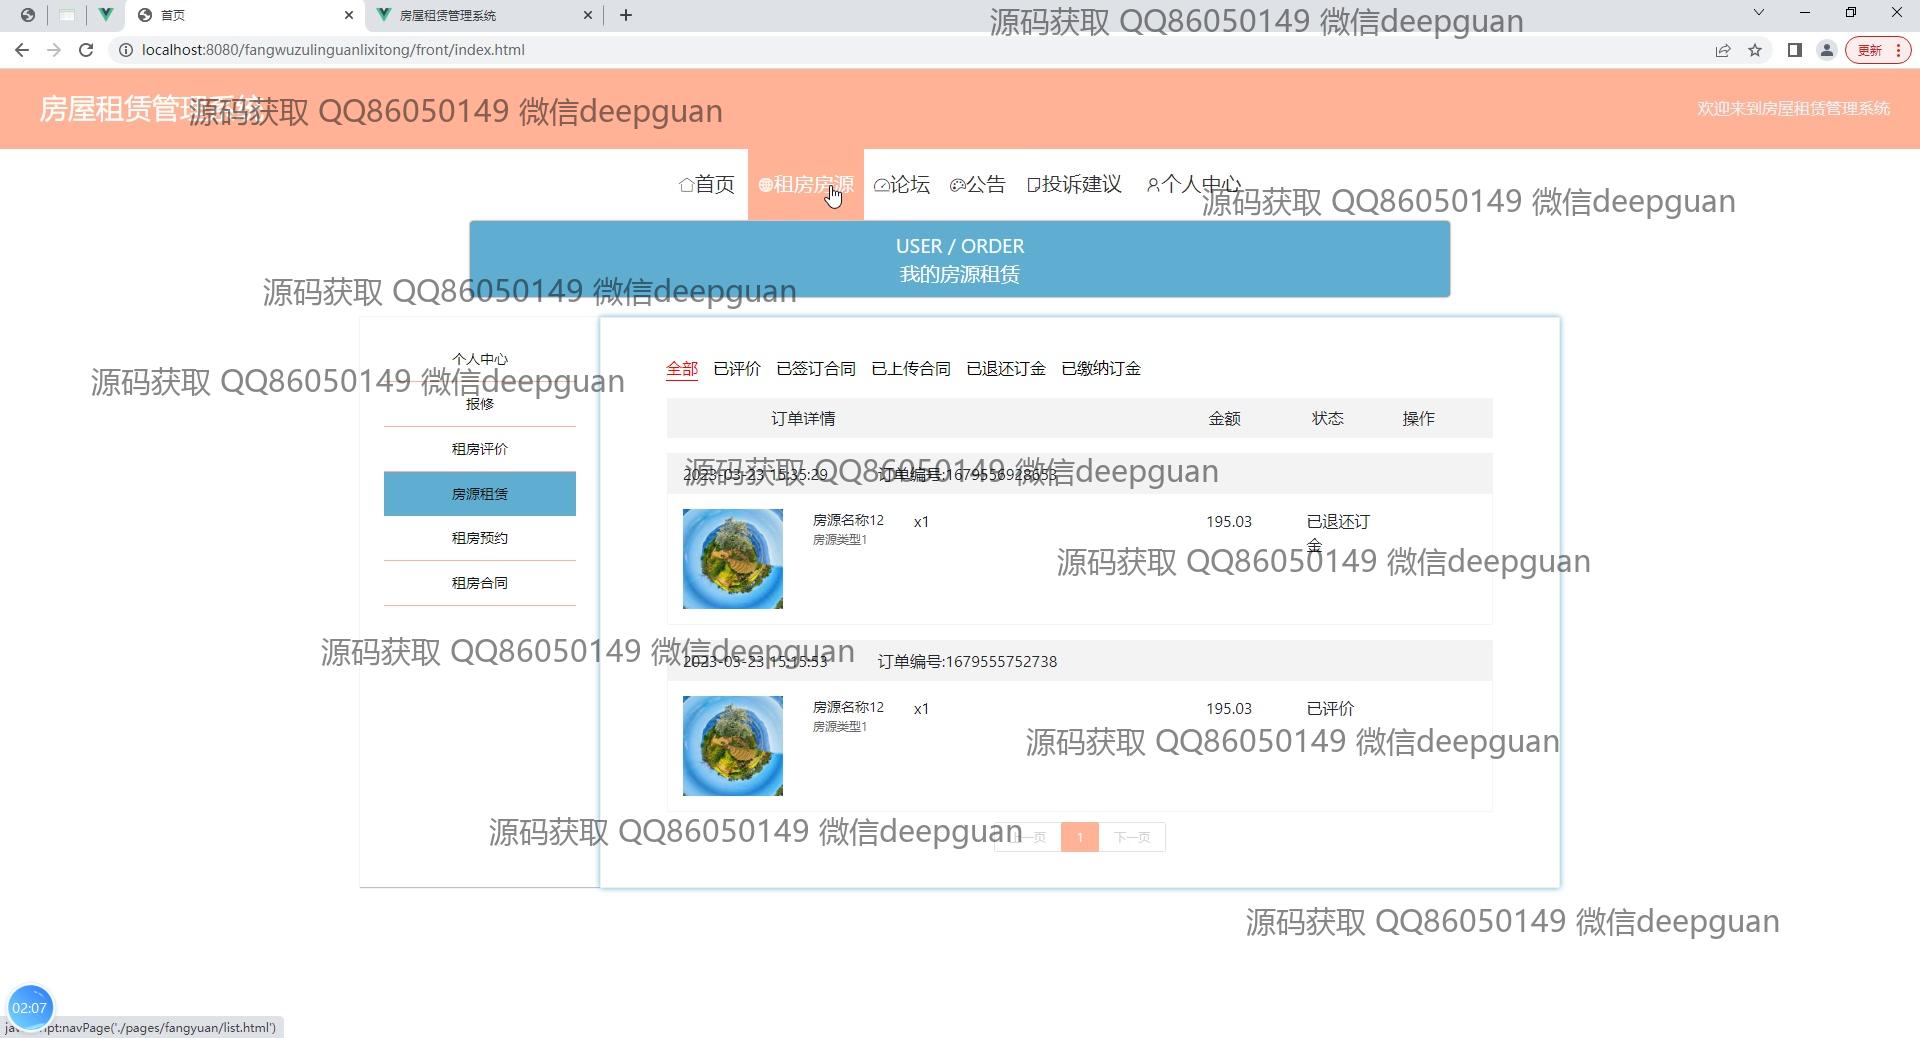 首页
房屋租赁管理系统
源码获取 QQ86050149 微信deepguan
localhost:8080/fangwuzulinguanlixitong/front/index.html
更新
房屋租赁管理系统
源码获取 QQ86050149 微信deepguan
欢迎来到房屋租赁管理系统
首页
租房房源
论坛
公告
投诉建议
个人中心
源码获取 QQ86050149 微信deepguan
USER / ORDER
我的房源租赁
源码获取 QQ86050149 微信deepguan
个人中心
源码获取 QQ86050149 微信deepguan
报修
租房评价
房源租赁
租房预约
租房合同
全部 已评价 已签订合同 已上传合同 已退还订金 已缴纳订金
订单详情 金额 状态 操作
2023-03-23 15:35:29 订单编号:1679556928653
源码获取 QQ86050149 微信deepguan
房源名称12 x1 195.03 已退还订
房源类型1
金
源码获取 QQ86050149 微信deepguan
源码获取 QQ86050149 微信deepguan
2023-03-23 15:15:53 订单编号:1679555752738
房源名称12 x1 195.03 已评价
房源类型1
源码获取 QQ86050149 微信deepguan
源码获取 QQ86050149 微信deepguan
上一页 1 下一页
源码获取 QQ86050149 微信deepguan
02:07
javascript:navPage('./pages/fangyuan/list.html')